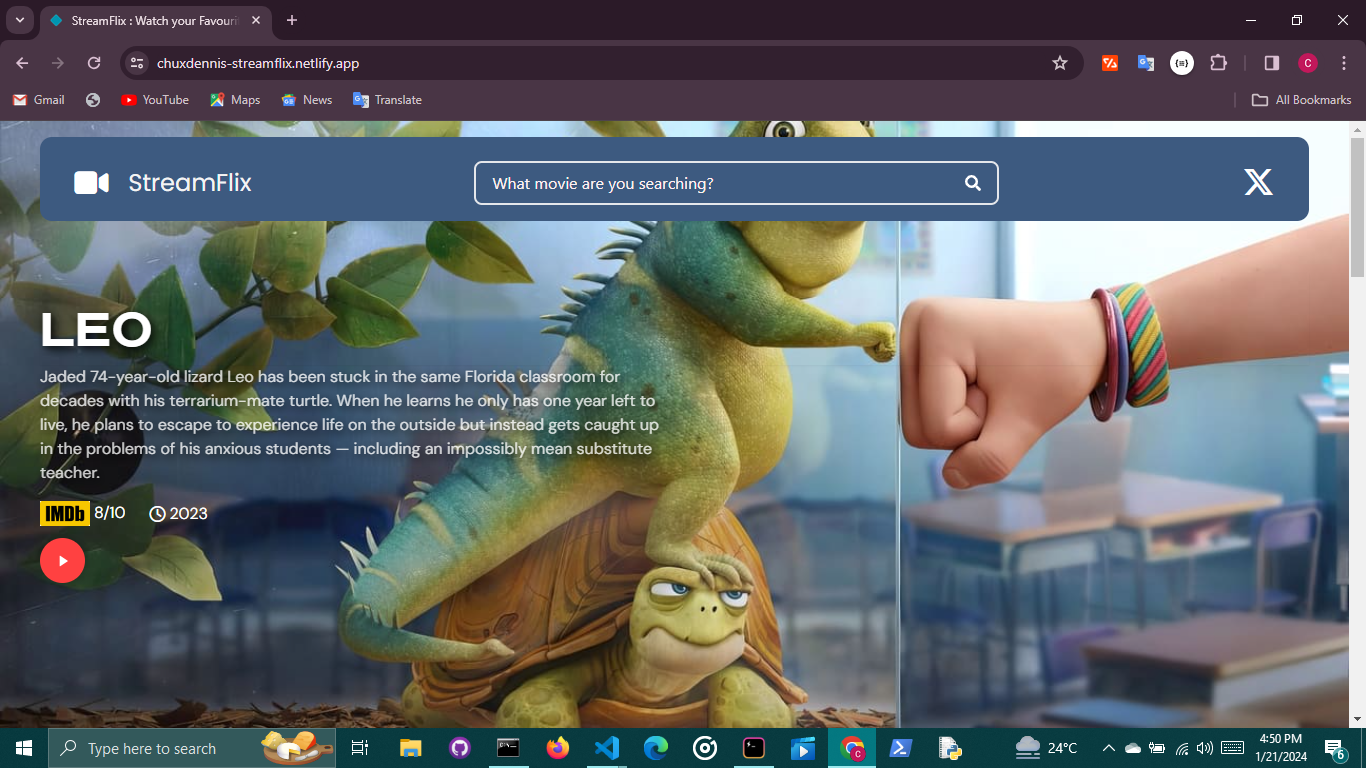 StreamFlix : Watch your Favouri
chuxdennis-streamflix.netlify.app
C
Gmail
YouTube
Maps
News
Translate
All Bookmarks
StreamFlix
What movie are you searching?
LEO
Jaded 74-year-old lizard Leo has been stuck in the same Florida classroom for
decades with his terrarium-mate turtle. When he learns he only has one year left to
live, he plans to escape to experience life on the outside but instead gets caught up
in the problems of his anxious students — including an impossibly mean substitute
teacher.
IMDb 8/10 2023
Type here to search
24°C
4:50 PM
1/21/2024
6